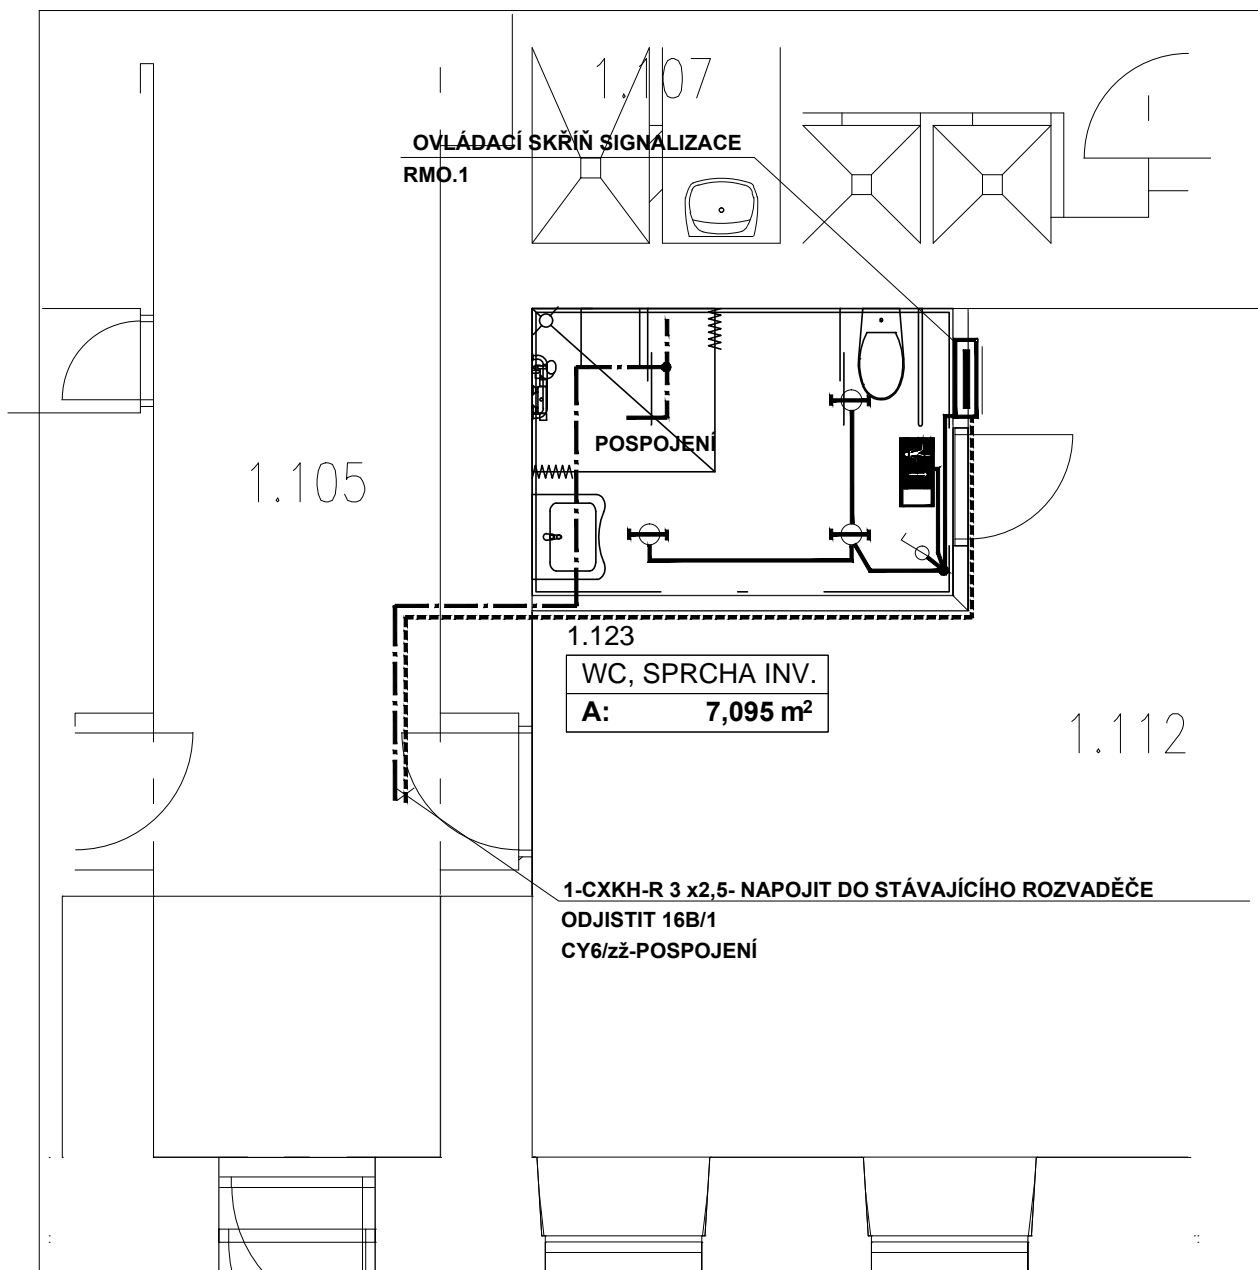 1.107
OVLÁDACÍ SKŘÍŇ SIGNALIZACE
RMO.1
POSPOJENÍ
1.105
1.123
WC, SPRCHA INV.
A: 7,095 m²
1.112
1-CXKH-R 3 x2,5- NAPOJIT DO STÁVAJÍCÍHO ROZVADĚČE
ODJISTIT 16B/1
CY6/zž-POSPOJENÍ